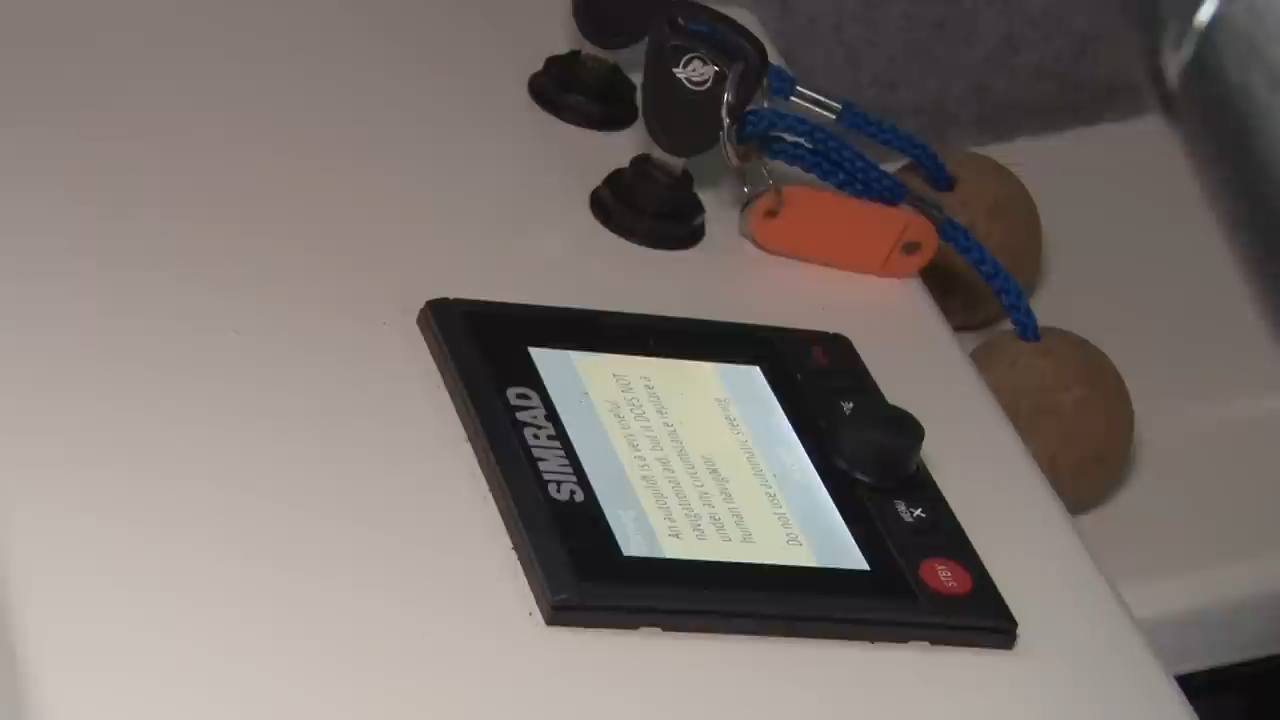 SIMRAD
An autopilot is a very useful
navigational aid, but it DOES NOT
under any circumstance replace a
human navigator.
Do not use automatic steering
MENU
X
STBY